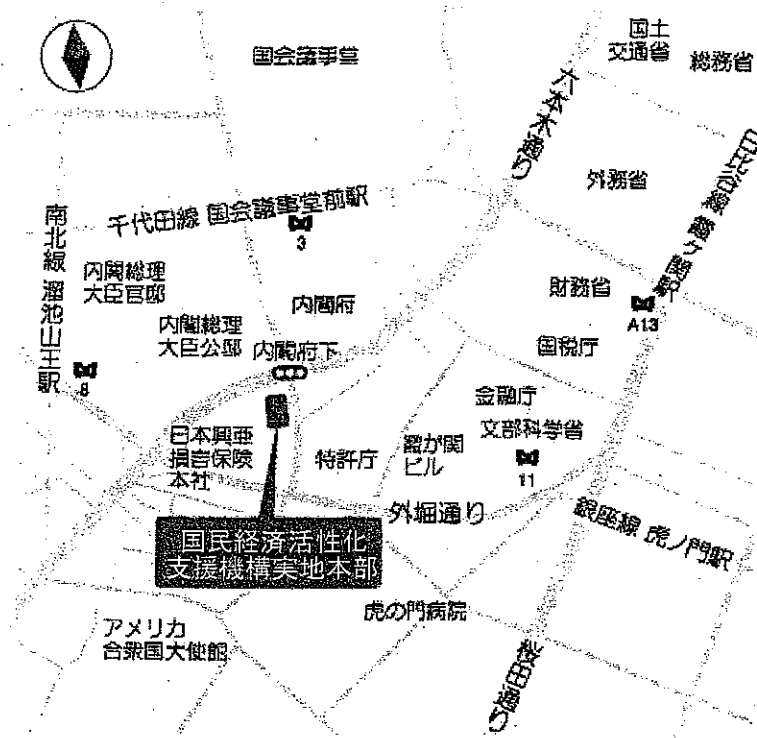 国会議事堂
国土
交通省
総務省
六本木通り
外務省
日比谷線 霞ヶ関駅
千代田線 国会議事堂前駅
3
南北線 溜池山王駅
内閣総理
大臣官邸
内閣府
財務省
A13
内閣総理
大臣公邸
内閣府下
国税庁
8
金融庁
文部科学省
日本興亜
損害保険
本社
特許庁
霞が関
ビル
11
外堀通り
銀座線 虎ノ門駅
国民経済活性化
支援機構実地本部
虎の門病院
アメリカ
合衆国大使館
桜田通り